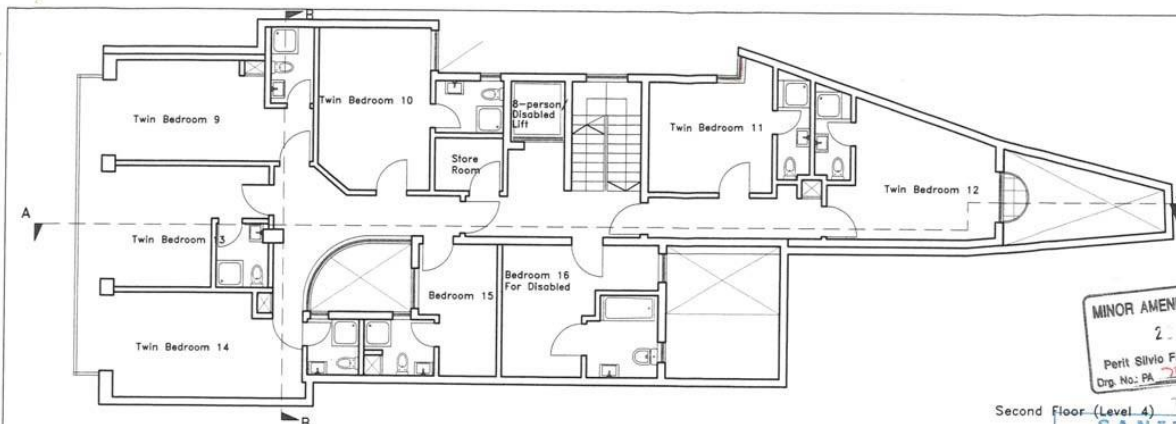 B
Twin Bedroom 9
Twin Bedroom 10
8-person/
Disabled
Lift
Twin Bedroom 11
Store
Room
Twin Bedroom 12
A
Twin Bedroom 13
Bedroom 15
Bedroom 16
For Disabled
Twin Bedroom 14
B
MINOR AMEN
2
Perit Silvio F
Drg. No.: PA
Second Floor (Level 4)